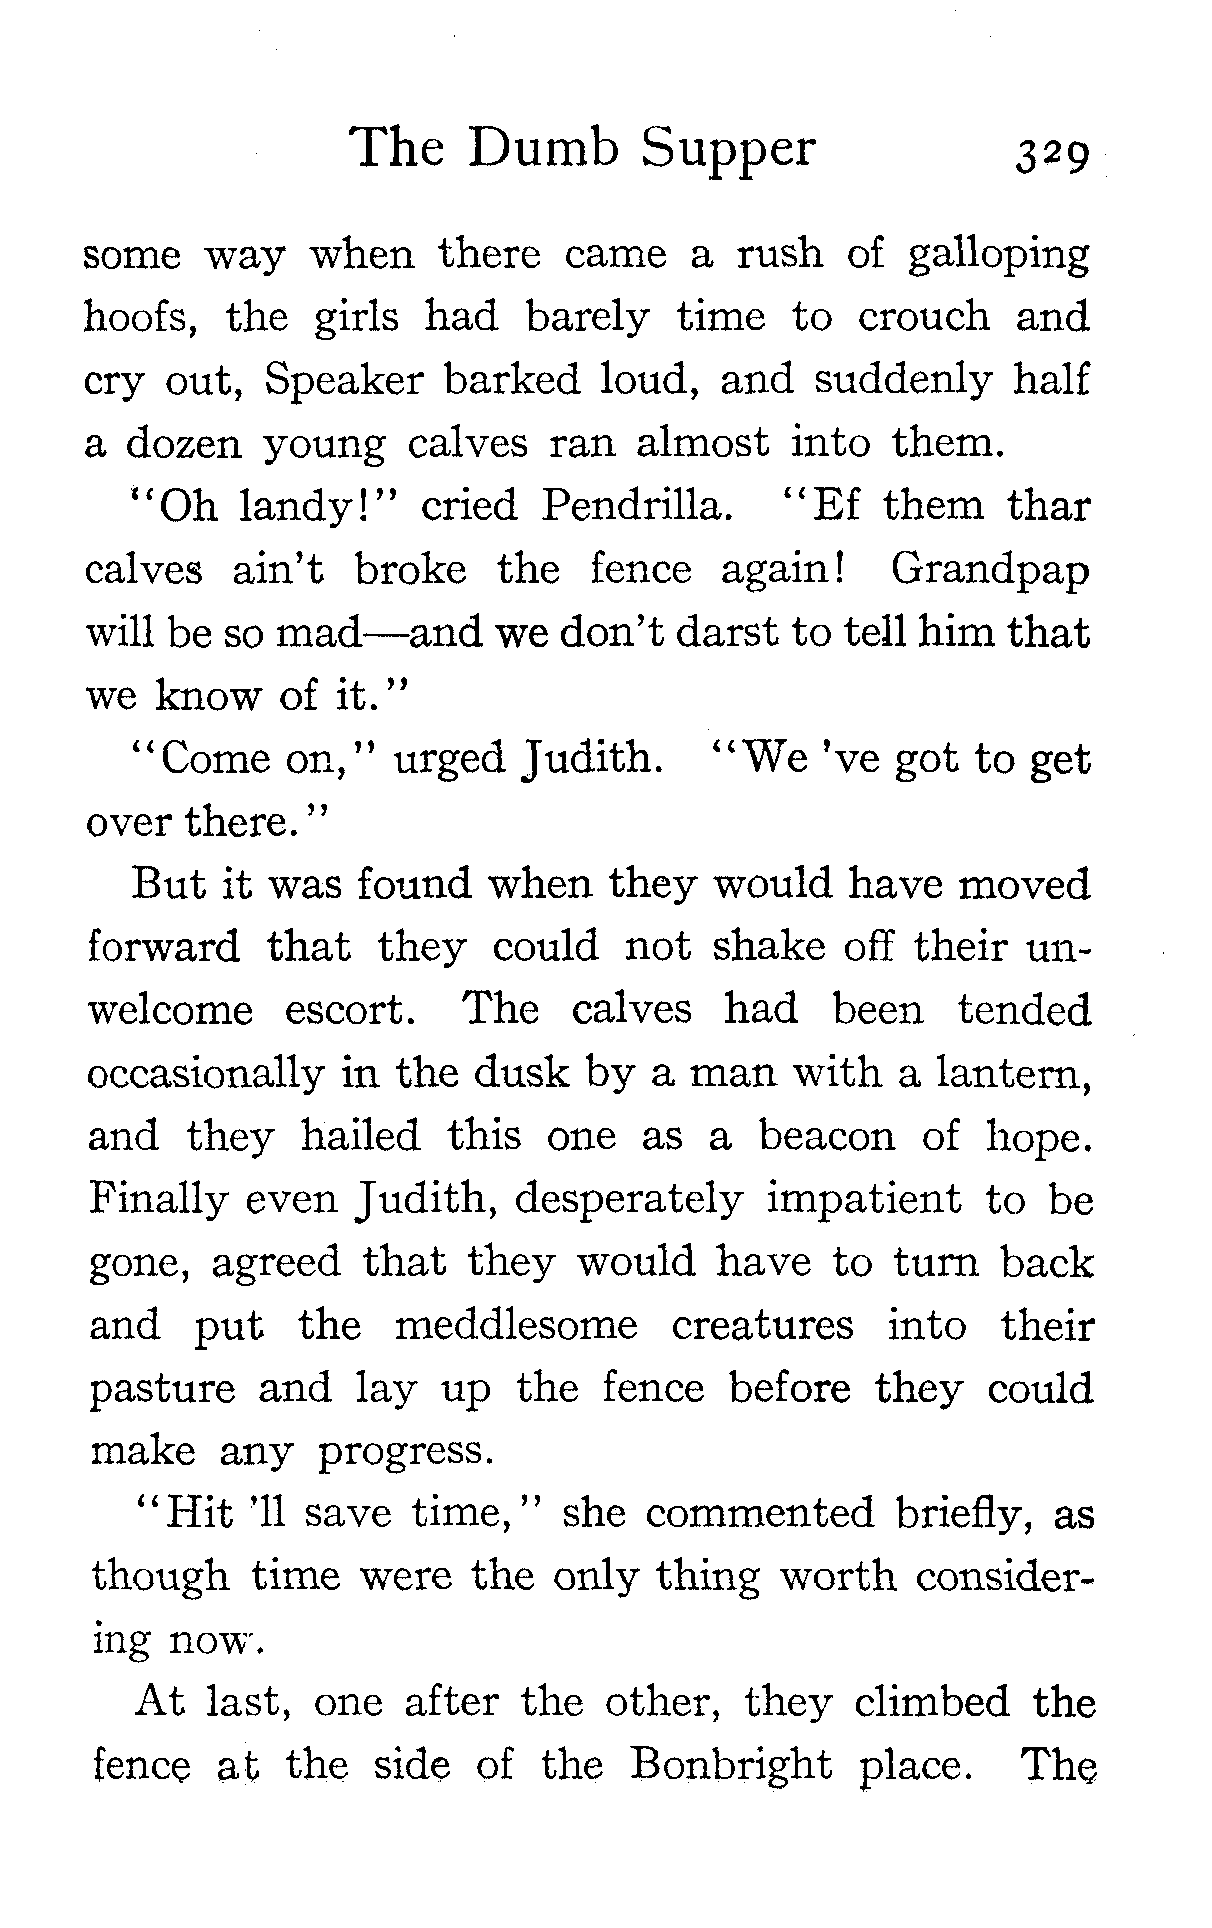 The Dumb Supper 329
some way when there came a rush of galloping
hoofs, the girls had barely time to crouch and
cry out, Speaker barked loud, and suddenly half
a dozen young calves ran almost into them.
"Oh landy!" cried Pendrilla. "Ef them thar
calves ain't broke the fence again! Grandpap
will be so mad—and we don't darst to tell him that
we know of it."
"Come on," urged Judith. "We 've got to get
over there."
But it was found when they would have moved
forward that they could not shake off their un-
welcome escort. The calves had been tended
occasionally in the dusk by a man with a lantern,
and they hailed this one as a beacon of hope.
Finally even Judith, desperately impatient to be
gone, agreed that they would have to turn back
and put the meddlesome creatures into their
pasture and lay up the fence before they could
make any progress.
"Hit 'll save time," she commented briefly, as
though time were the only thing worth consider-
ing now.
At last, one after the other, they climbed the
fence at the side of the Bonbright place. The